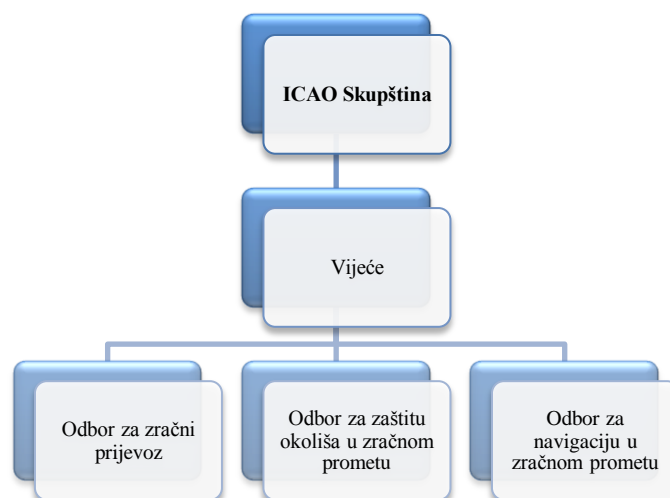 ICAO Skupština
Vijeće
Odbor za zračni
prijevoz
Odbor za zaštitu
okoliša u zračnom
prometu
Odbor za
navigaciju u
zračnom prometu